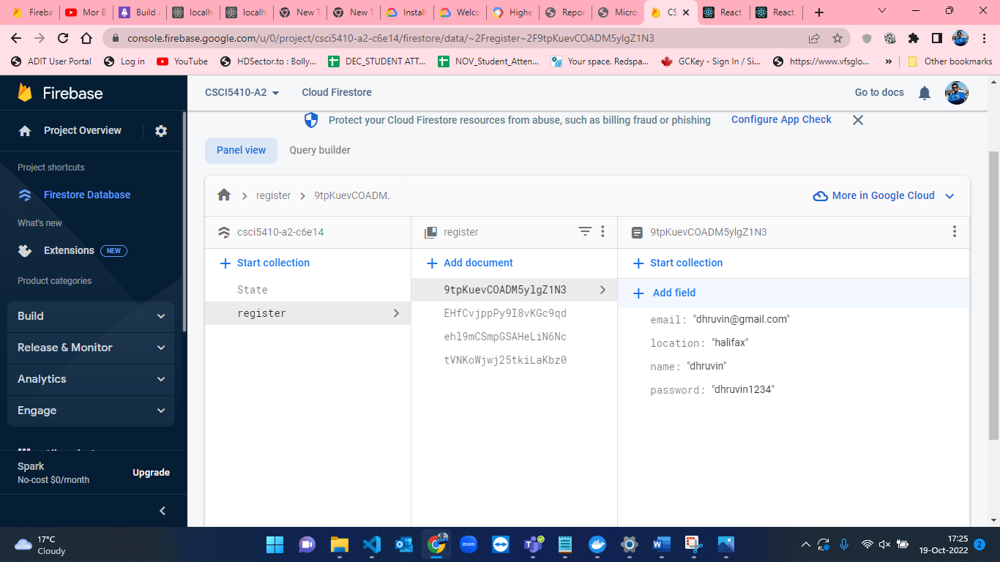 Fireba
Mor B
Build a
localh
localh
New T
New T
Install
Welco
Highe
Repor
Micro
CS
React
React
console.firebase.google.com/u/0/project/csci5410-a2-c6e14/firestore/data/~2Fregister~2F9tpKuevCOADM5ylgZ1N3
ADIT User Portal
Log in
YouTube
HDSector.to : Bolly...
DEC_STUDENT ATT...
NOV_Student_Atten...
Your space. Redspa...
GCKey - Sign In / Si...
https://www.vfsglo...
»
Other bookmarks
Firebase
CSCI5410-A2
Cloud Firestore
Go to docs
Protect your Cloud Firestore resources from abuse, such as billing fraud or phishing
Configure App Check
Project Overview
Project shortcuts
Firestore Database
What's new
Extensions
NEW
Product categories
Build
Release & Monitor
Analytics
Engage
Spark
No-cost $0/month
Upgrade
Panel view
Query builder
register
9tpKuevCOADM.
More in Google Cloud
csci5410-a2-c6e14
register
9tpKuevCOADM5ylgZ1N3
Start collection
Add document
Start collection
State
register
9tpKuevCOADM5ylgZ1N3
EHfCvjppPy9I8vKGc9qd
ehl9mCSmpGSAHeLiN6Nc
tVNKoWjwj25tkiLaKbz0
Add field
email: "dhruvin@gmail.com"
location: "halifax"
name: "dhruvin"
password: "dhruvin1234"
17°C
Cloudy
zoom
17:25
19-Oct-2022
2